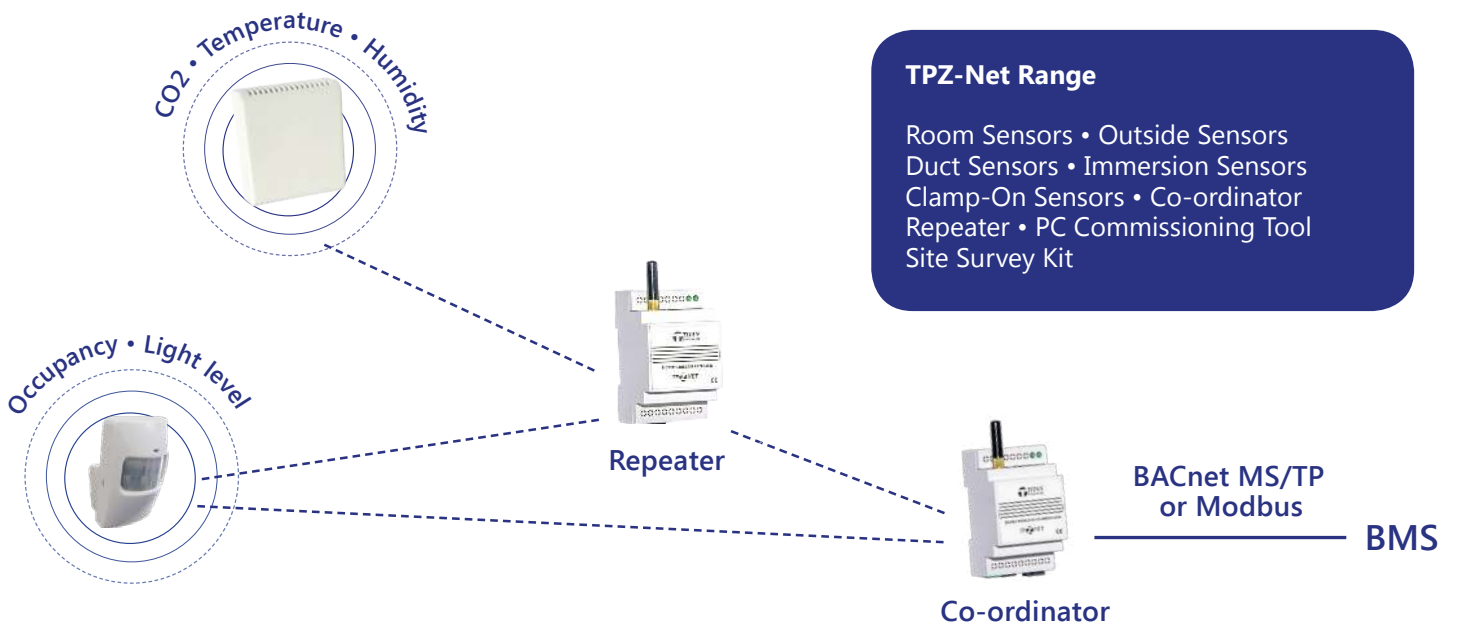 CO2 • Temperature • Humidity
TPZ-Net Range
Room Sensors • Outside Sensors
Duct Sensors • Immersion Sensors
Clamp-On Sensors • Co-ordinator
Repeater • PC Commissioning Tool
Site Survey Kit
Occupancy • Light level
Repeater
BACnet MS/TP
or Modbus
BMS
Co-ordinator
TITAN